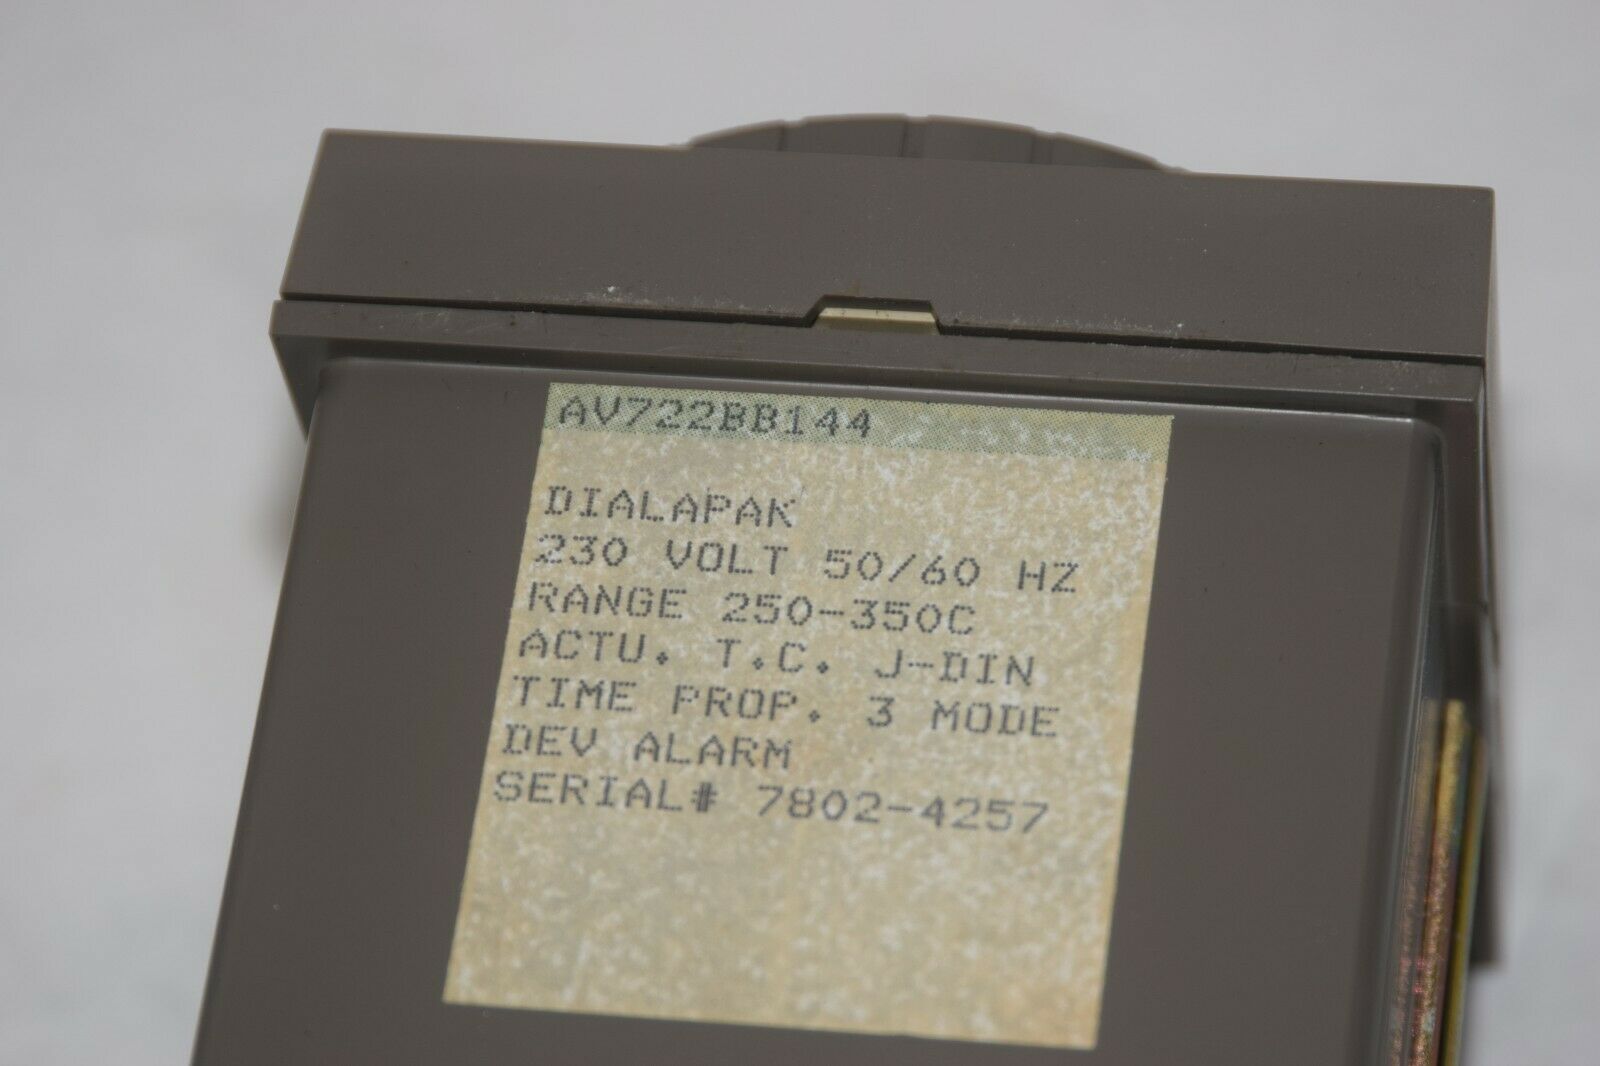 AV722BB144
DIALAPAK
230 VOLT 50/60 HZ
RANGE 250-350C
ACTU. T.C. J-DIN
TIME PROP. 3 MODE
DEV ALARM
SERIAL# 7802-4257